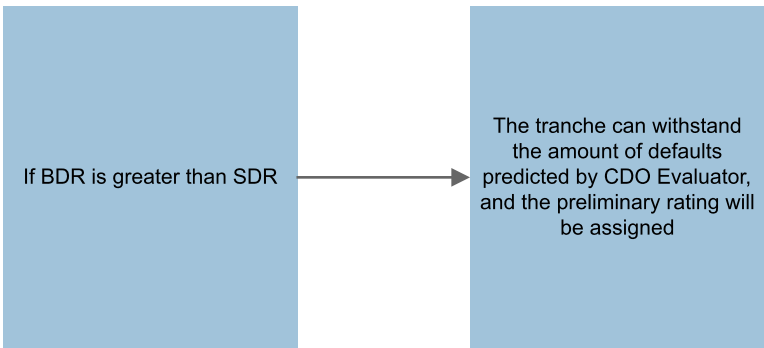 If BDR is greater than SDR
The tranche can withstand
the amount of defaults
predicted by CDO Evaluator,
and the preliminary rating will
be assigned